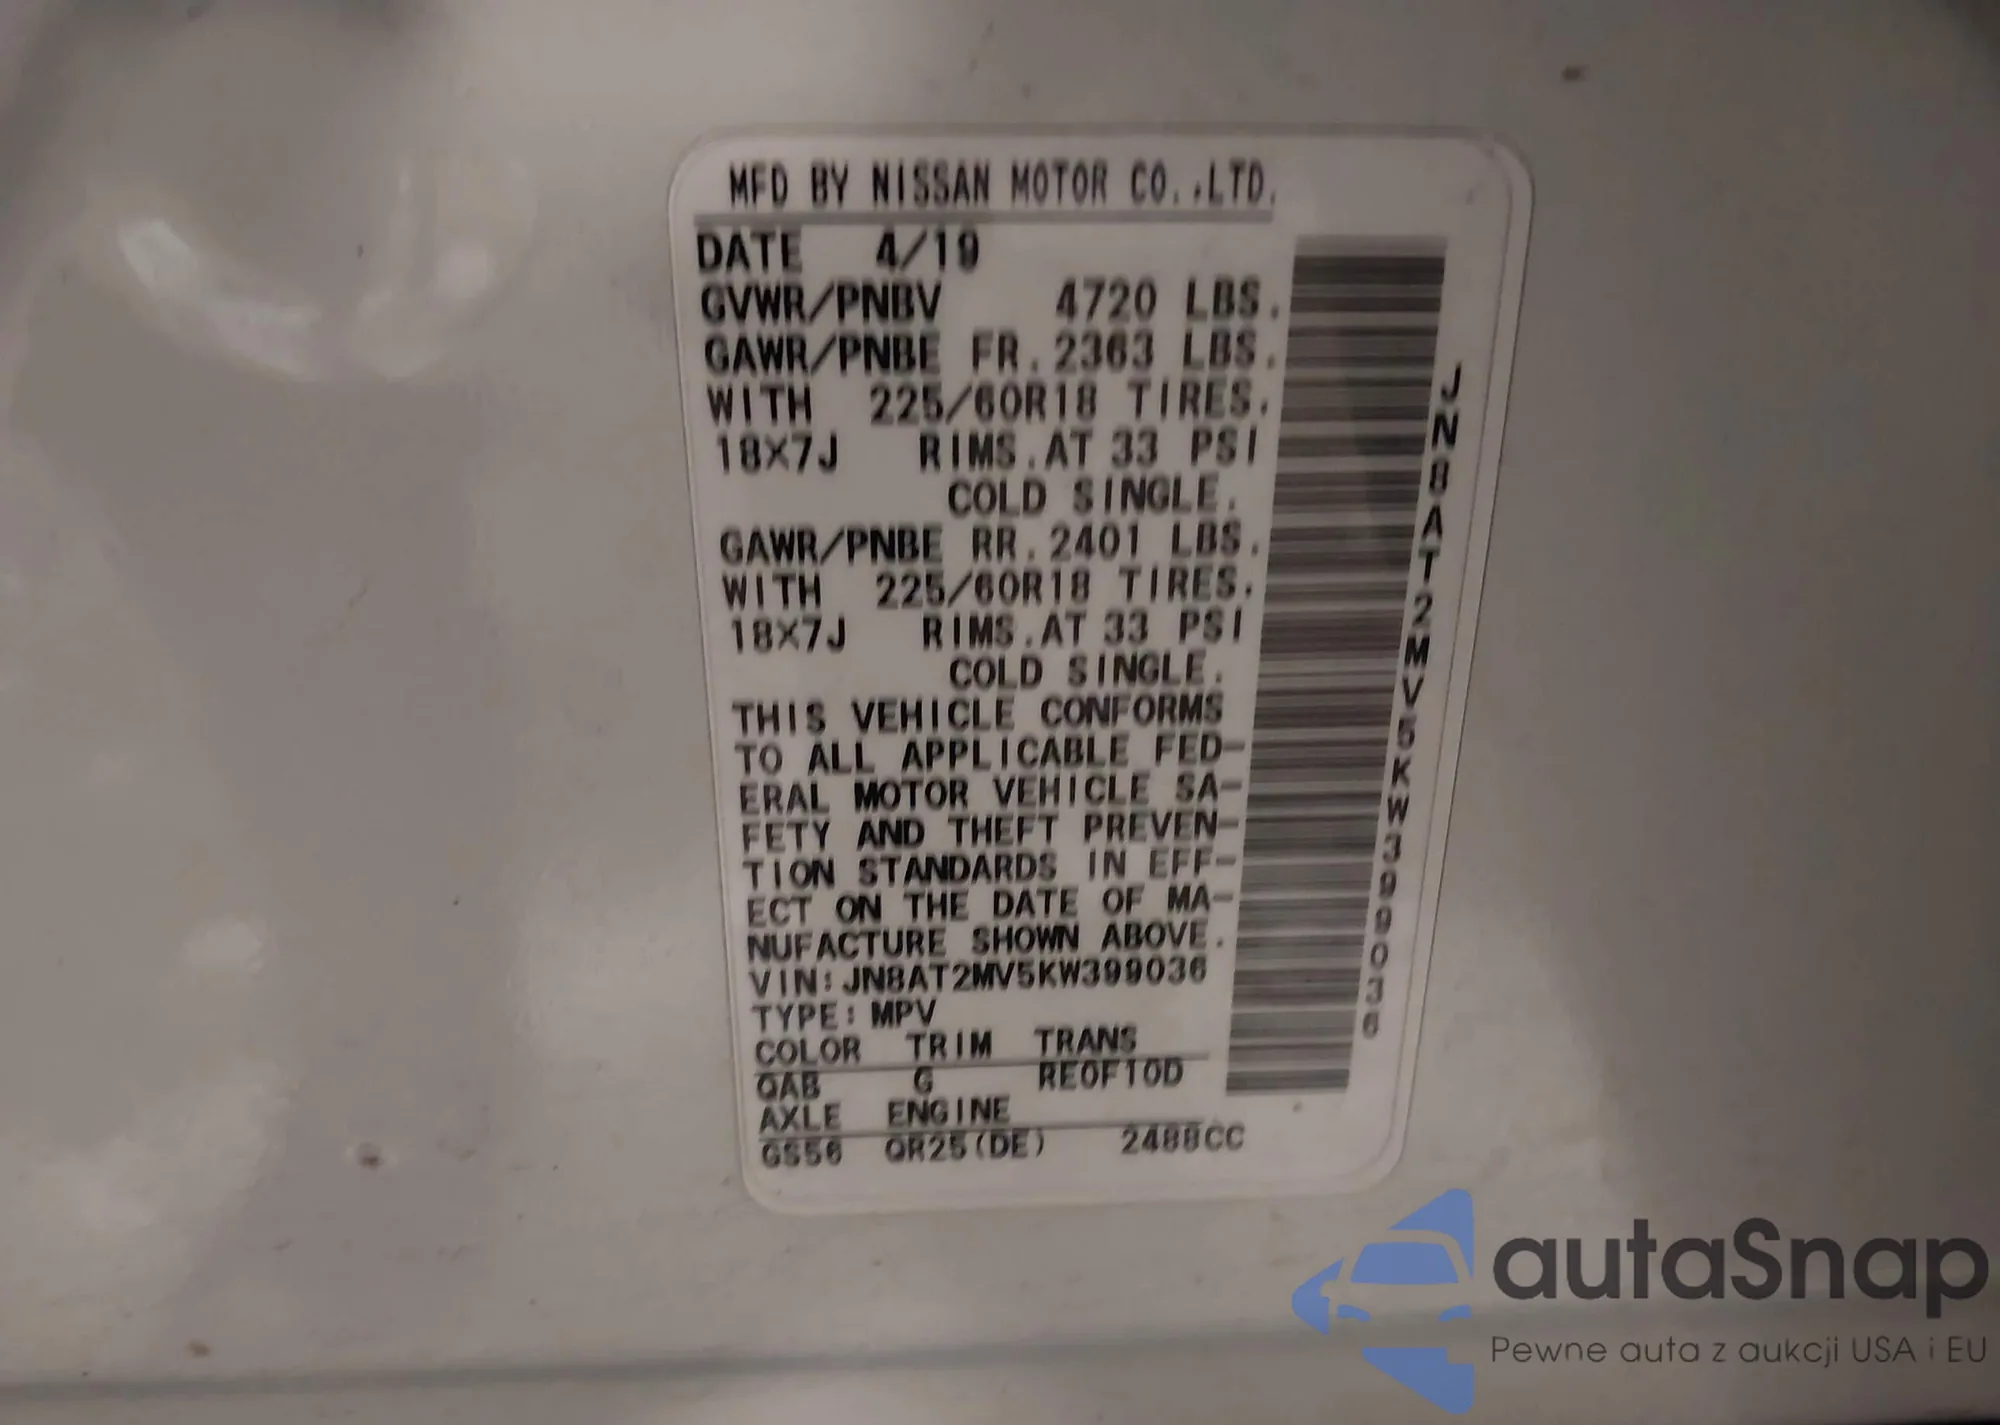 MFD BY NISSAN MOTOR CO.,LTD.
DATE 4/19
GVWR/PNBV 4720 LBS.
GAWR/PNBE FR.2363 LBS.
WITH 225/60R18 TIRES.
18X7J RIMS.AT 33 PSI
COLD SINGLE.
GAWR/PNBE RR.2401 LBS.
WITH 225/60R18 TIRES.
18X7J RIMS.AT 33 PSI
COLD SINGLE.
THIS VEHICLE CONFORMS
TO ALL APPLICABLE FED-
ERAL MOTOR VEHICLE SA-
FETY AND THEFT PREVEN-
TION STANDARDS IN EFF-
ECT ON THE DATE OF MA-
NUFACTURE SHOWN ABOVE.
VIN:JN8AT2MV5KW399036
TYPE:MPV
COLOR TRIM TRANS
QAB G RE0F10D
AXLE ENGINE
GS56 QR25(DE) 2488CC
JN8AT2MV5KW399036
autaSnap
Pewne auta z aukcji USA i EU